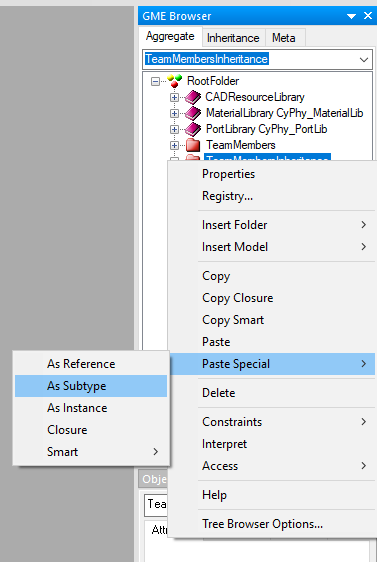 GME Browser
Aggregate Inheritance Meta
TeamMembersInheritance
RootFolder
CADResourceLibrary
MaterialLibrary CyPhy_MaterialLib
PortLibrary CyPhy_PortLib
TeamMembers
TeamMembersInheritance
Properties
Registry...
Insert Folder
Insert Model
Copy
Copy Closure
Copy Smart
Paste
Paste Special
Delete
Constraints
Interpret
Access
Help
Tree Browser Options...
As Reference
As Subtype
As Instance
Closure
Smart
Obje
Tea
Attr